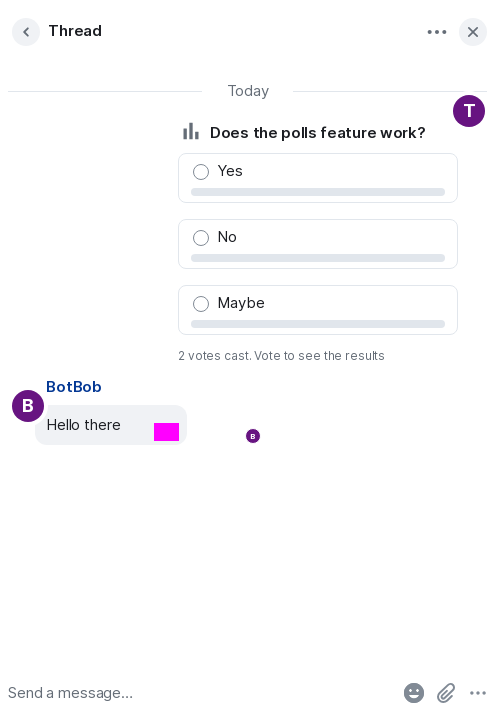 Thread
Today
T
Does the polls feature work?
Yes
No
Maybe
2 votes cast. Vote to see the results
BotBob
B
Hello there
B
Send a message…